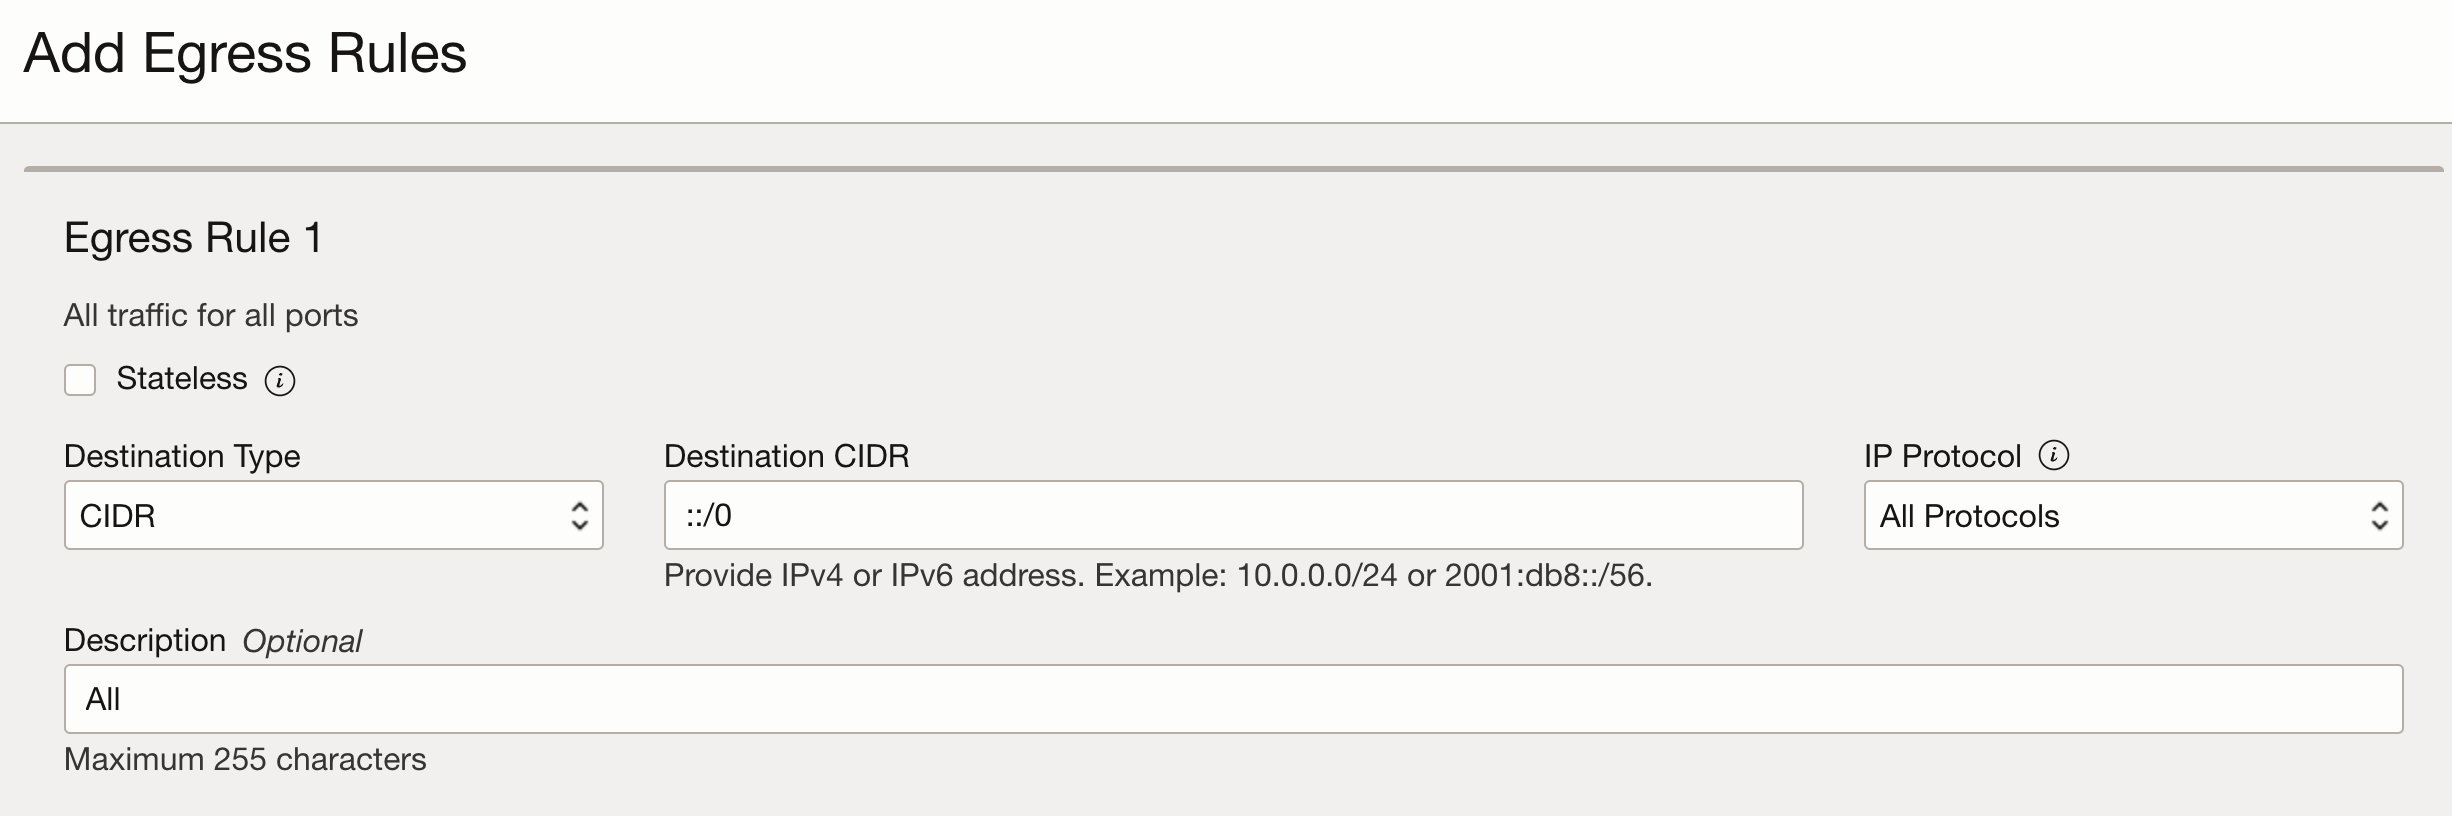 Add Egress Rules
Egress Rule 1
All traffic for all ports
Stateless
Destination Type
Destination CIDR
IP Protocol
CIDR
::/0
All Protocols
Provide IPv4 or IPv6 address. Example: 10.0.0.0/24 or 2001:db8::/56.
Description Optional
All
Maximum 255 characters